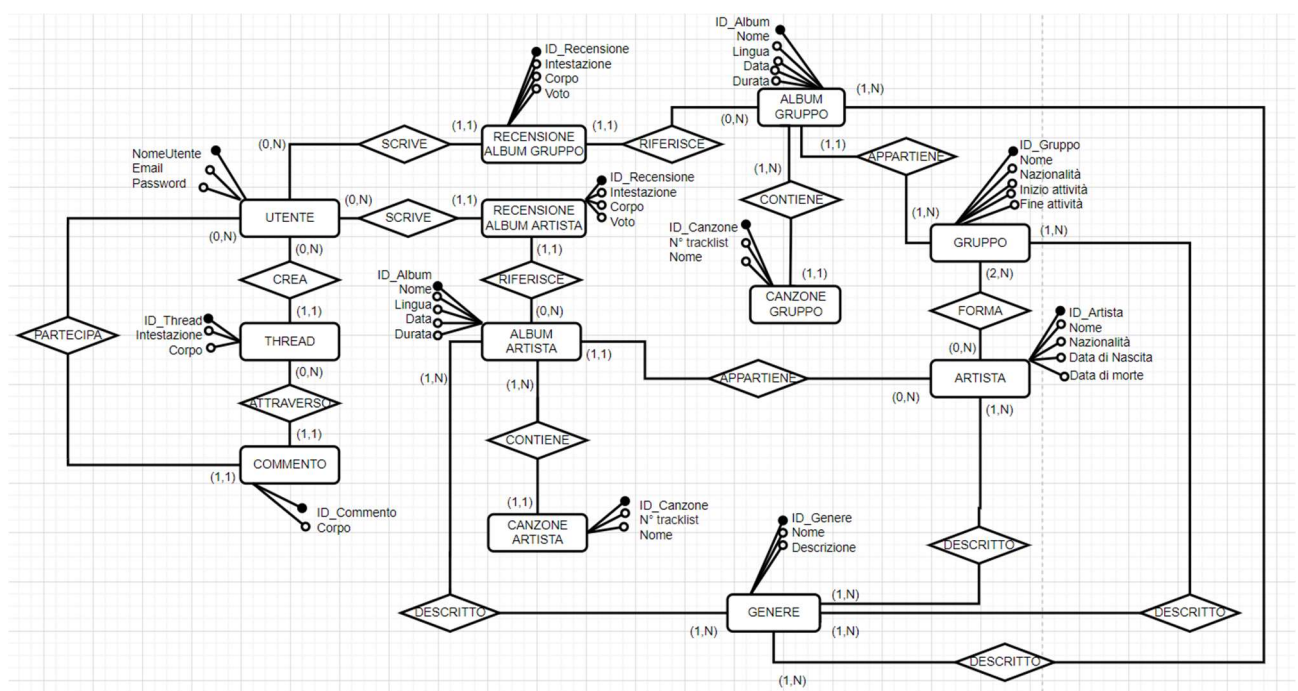 ID_Album
Nome
Lingua
Data
Durata
(1,N)
ALBUM
GRUPPO
(0,N)
(1,1)
(1,N)
ID_Recensione
Intestazione
Corpo
Voto
(0,N)
SCRIVE
(1,1)
RECENSIONE
ALBUM GRUPPO
(1,1)
RIFERISCE
APPARTIENE
ID_Gruppo
Nome
Nazionalità
Inizio attività
Fine attività
NomeUtente
Email
Password
(0,N)
UTENTE
(0,N)
(0,N)
SCRIVE
(1,1)
RECENSIONE
ALBUM ARTISTA
ID_Recensione
Intestazione
Corpo
Voto
CONTIENE
(1,N)
GRUPPO
(1,N)
(2,N)
(1,1)
RIFERISCE
(0,N)
ID_Canzone
N° tracklist
Nome
(1,1)
CANZONE
GRUPPO
CREA
(1,1)
ID_Album
Nome
Lingua
Data
Durata
FORMA
(0,N)
ID_Artista
Nome
Nazionalità
Data di Nascita
Data di morte
PARTECIPA
ID_Thread
Intestazione
Corpo
THREAD
(0,N)
ALBUM
ARTISTA
(1,1)
(1,N)
(1,N)
APPARTIENE
(0,N)
ARTISTA
(1,N)
ATTRAVERSO
(1,1)
COMMENTO
(1,1)
ID_Commento
Corpo
CONTIENE
(1,1)
CANZONE
ARTISTA
ID_Canzone
N° tracklist
Nome
ID_Genere
Nome
Descrizione
DESCRITTO
(1,N)
DESCRITTO
(1,N)
GENERE
(1,N)
DESCRITTO
DESCRITTO
(1,N)